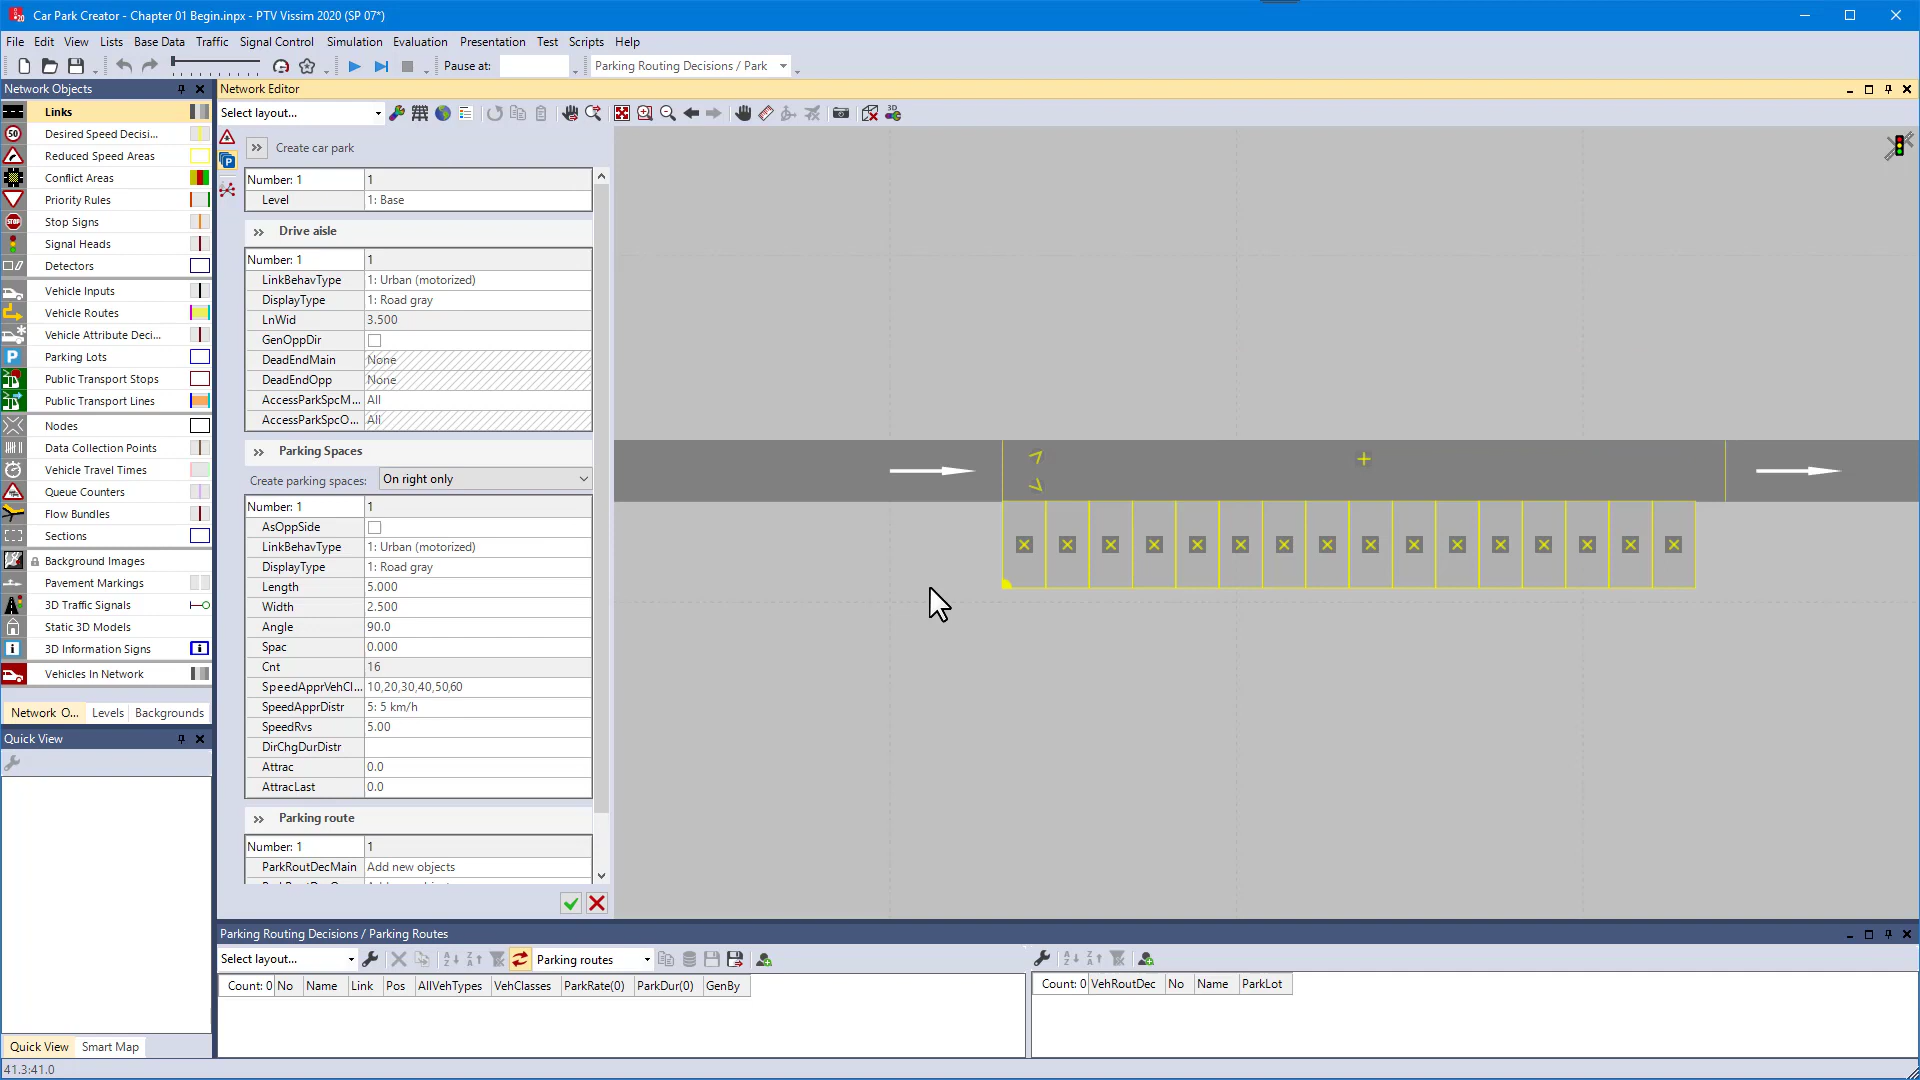 Car Park Creator - Chapter 01 Begin.inpx - PTV Vissim 2020 (SP 07*)
File Edit View Lists Base Data Traffic Signal Control Simulation Evaluation Presentation Test Scripts Help
Pause at: Parking Routing Decisions / Park
Network Objects
Links
50 Desired Speed Decisi...
Reduced Speed Areas
Conflict Areas
Priority Rules
STOP Stop Signs
Signal Heads
Detectors
Vehicle Inputs
Vehicle Routes
Vehicle Attribute Deci...
P Parking Lots
Public Transport Stops
Public Transport Lines
Nodes
Data Collection Points
Vehicle Travel Times
Queue Counters
Flow Bundles
Sections
Background Images
Pavement Markings
3D Traffic Signals
Static 3D Models
3D Information Signs
Vehicles In Network
Network O... Levels Backgrounds
Quick View
Quick View Smart Map
41.3:41.0
Network Editor
Select layout... 3D
Create car park
P
Number: 1 1
Level 1: Base
Drive aisle
Number: 1 1
LinkBehavType 1: Urban (motorized)
DisplayType 1: Road gray
LnWid 3.500
GenOppDir
DeadEndMain None
DeadEndOpp None
AccessParkSpcM... All
AccessParkSpcO... All
Parking Spaces
Create parking spaces: On right only
Number: 1 1
AsOppSide
LinkBehavType 1: Urban (motorized)
DisplayType 1: Road gray
Length 5.000
Width 2.500
Angle 90.0
Spac 0.000
Cnt 16
SpeedApprVehCl... 10,20,30,40,50,60
SpeedApprDistr 5: 5 km/h
SpeedRvs 5.00
DirChgDurDistr
Attrac 0.0
AttracLast 0.0
Parking route
Number: 1 1
ParkRoutDecMain Add new objects
Parking Routing Decisions / Parking Routes
Select layout... Parking routes
Count: 0 No Name Link Pos AllVehTypes VehClasses ParkRate(0) ParkDur(0) GenBy
Count: 0 VehRoutDec No Name ParkLot